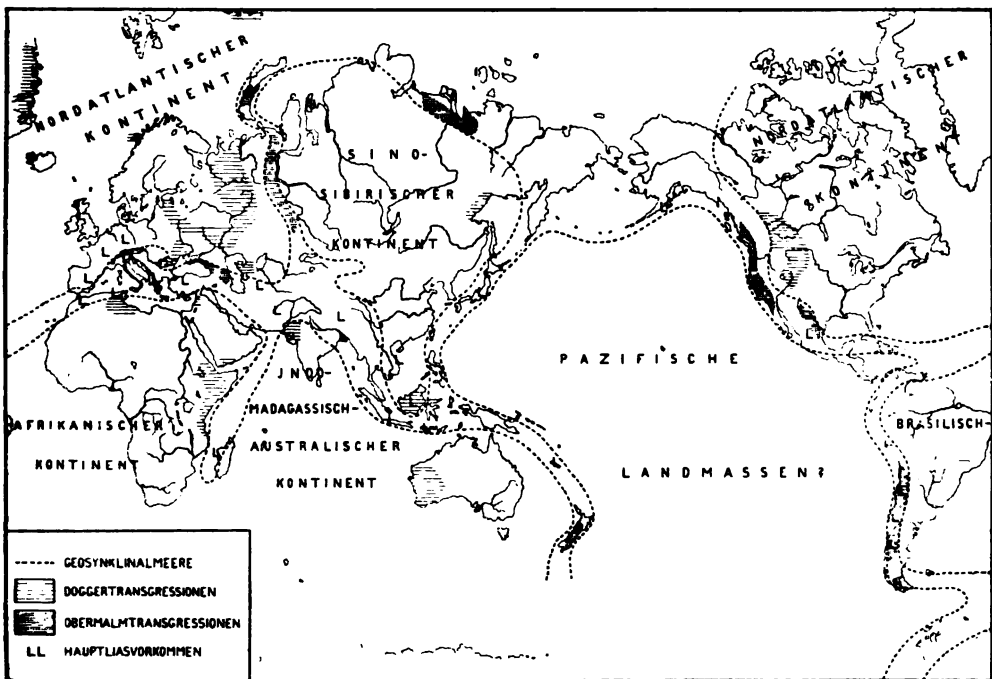 NORDATLANTISCHER
KONTINENT
NORDATLANTISCHER
KONTINENT
SINO-
SIBIRISCHER
KONTINENT
PAZIFISCHE
LANDMASSEN?
JNDO-
MADAGASSISCH-
AUSTRALISCHER
KONTINENT
AFRIKANISCHER
KONTINENT
BRASILISCH-
GEOSYNKLINALMEERE
DOGGERTRANSGRESSIONEN
OBERMALMTRANSGRESSIONEN
LL HAUPTLIASVORKOMMEN